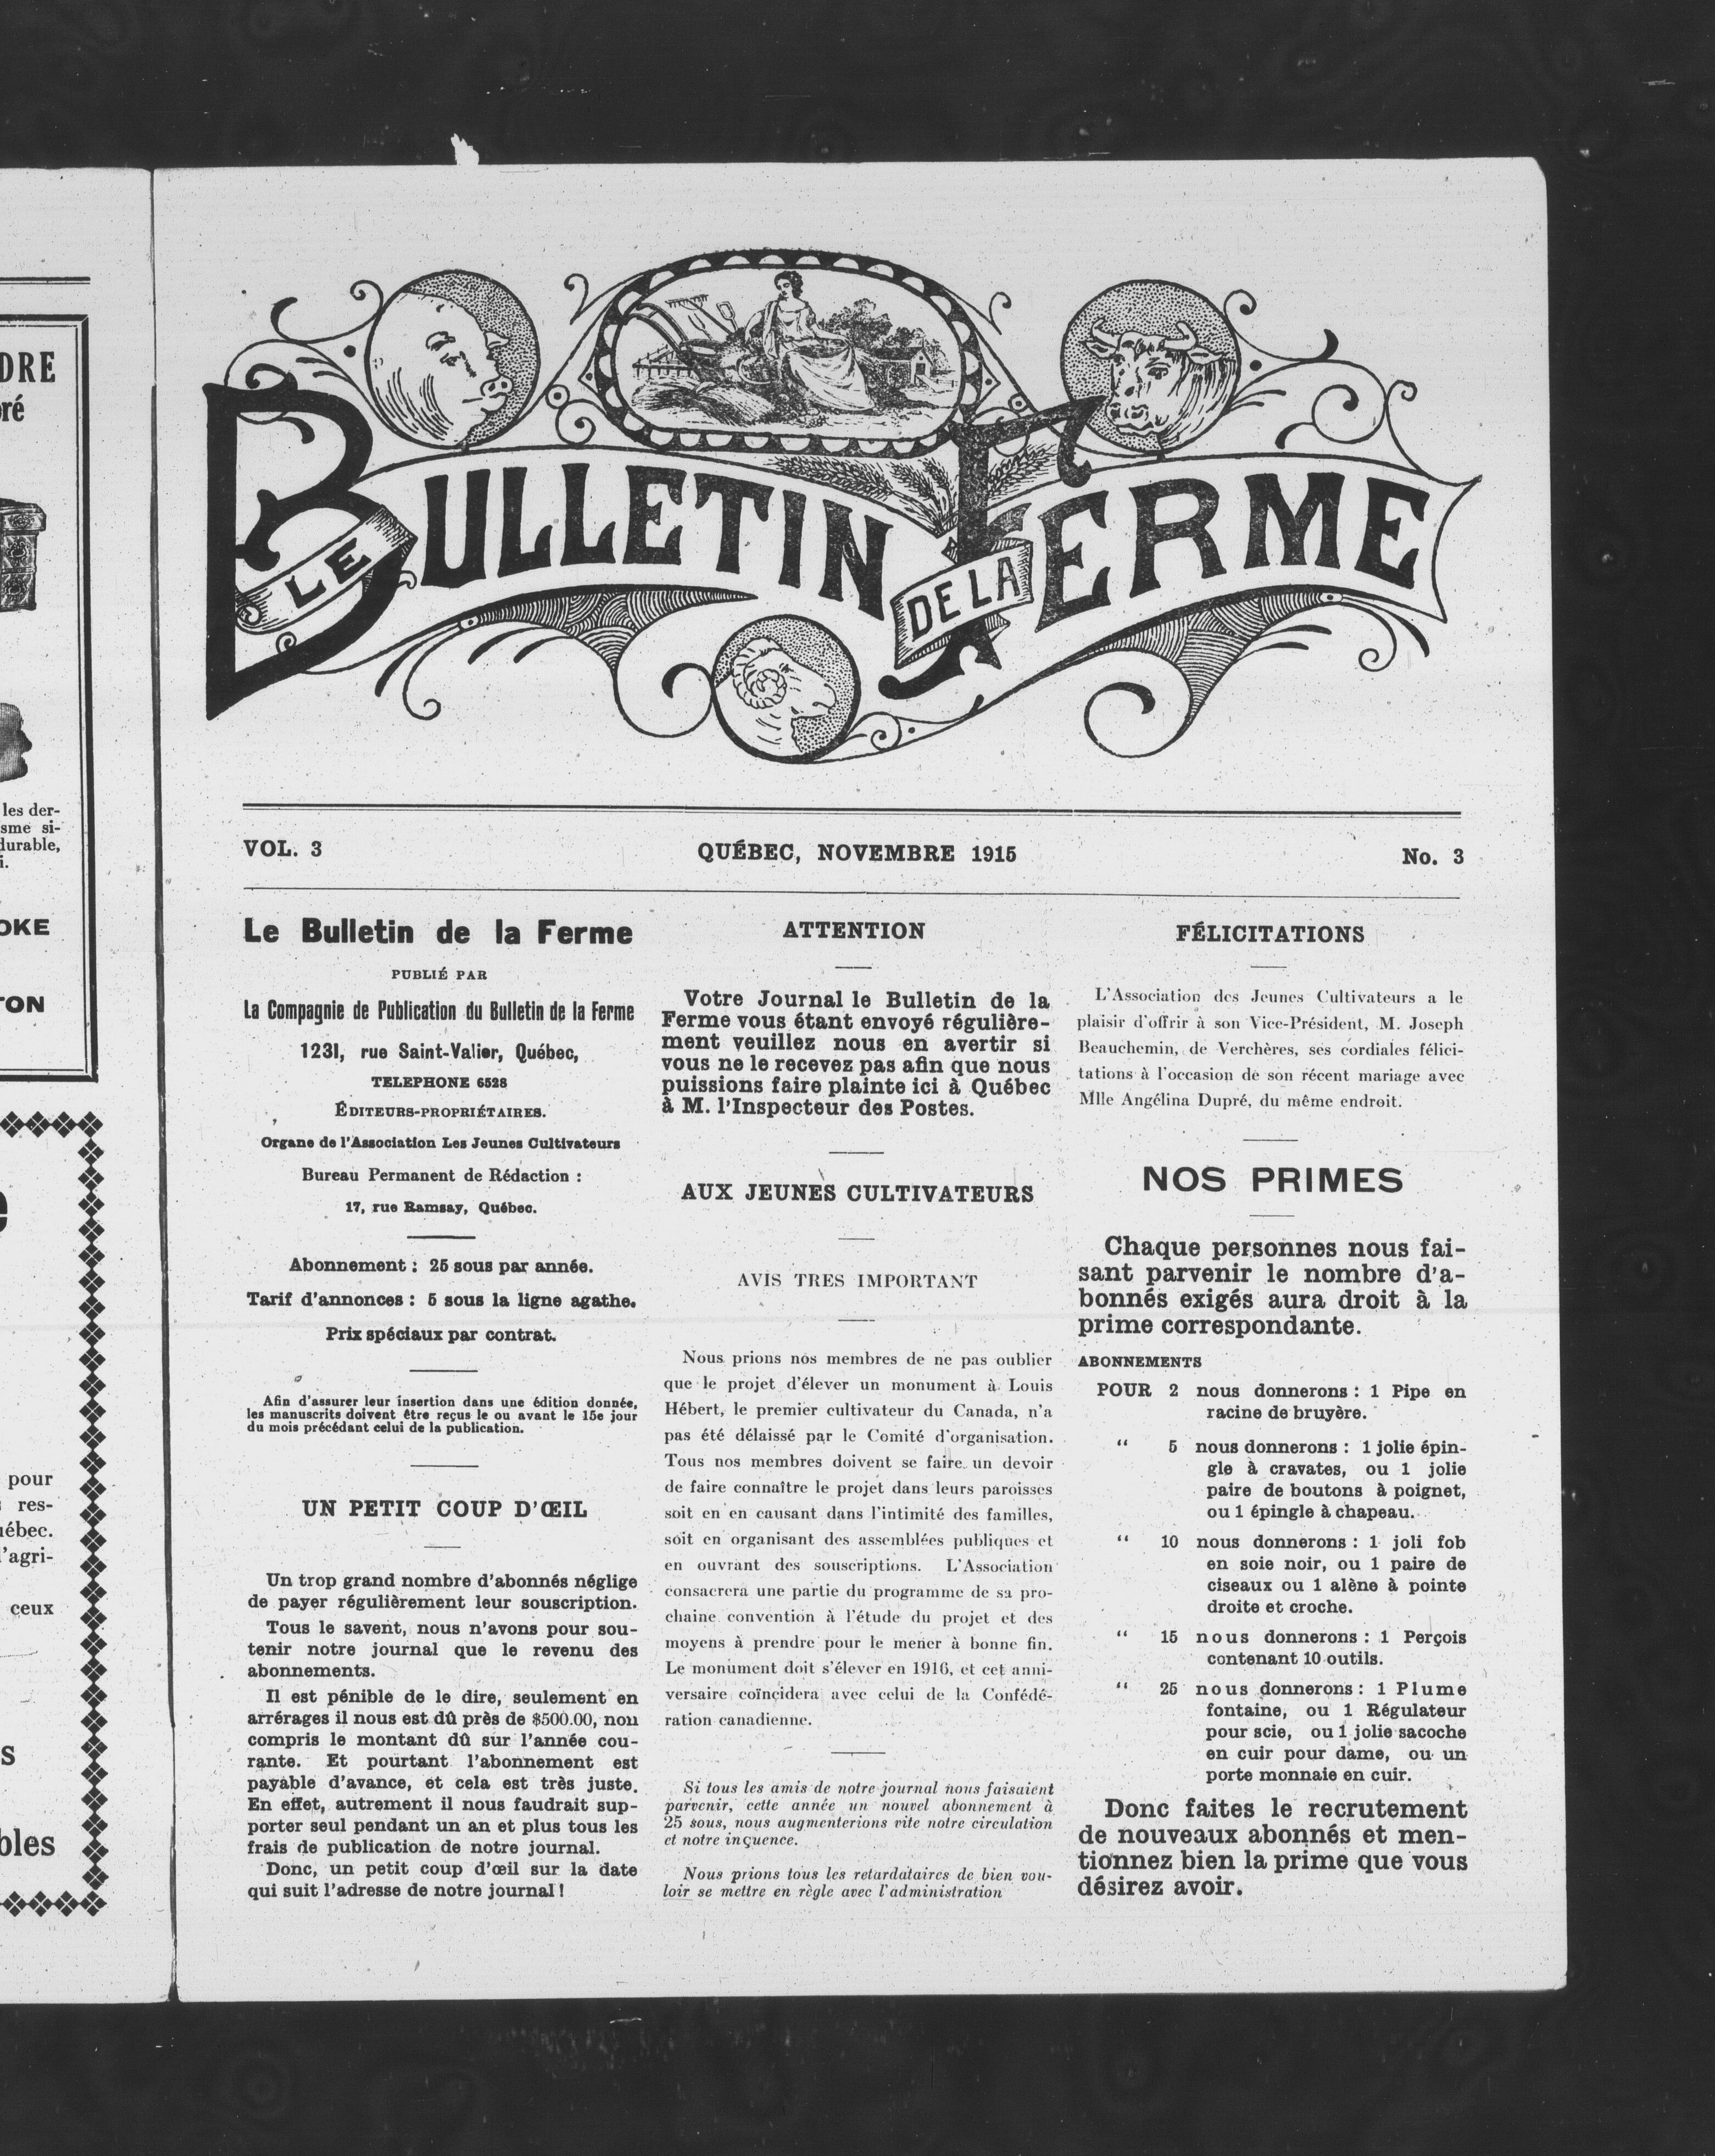 DRE
ré
les der-
sme si-
durable,
i.
OKE
TON
e
pour
res-
uébec.
l'agri-
ceux
s
bles
LE BULLETIN DE LA FERME
VOL. 3 QUÉBEC, NOVEMBRE 1915 No. 3
Le Bulletin de la Ferme
PUBLIÉ PAR
La Compagnie de Publication du Bulletin de la Ferme
1231, rue Saint-Valier, Québec,
TELEPHONE 6528
ÉDITEURS-PROPRIÉTAIRES.
Organe de l'Association Les Jeunes Cultivateurs
Bureau Permanent de Rédaction :
17, rue Ramsay, Québec.
Abonnement : 25 sous par année.
Tarif d'annonces : 5 sous la ligne agathe.
Prix spéciaux par contrat.
Afin d'assurer leur insertion dans une édition donnée,
les manuscrits doivent être reçus le ou avant le 15e jour
du mois précédant celui de la publication.
UN PETIT COUP D'ŒIL
Un trop grand nombre d'abonnés néglige
de payer régulièrement leur souscription.
Tous le savent, nous n'avons pour sou-
tenir notre journal que le revenu des
abonnements.
Il est pénible de le dire, seulement en
arrérages il nous est dû près de $500.00, non
compris le montant dû sur l'année cou-
rante. Et pourtant l'abonnement est
payable d'avance, et cela est très juste.
En effet, autrement il nous faudrait sup-
porter seul pendant un an et plus tous les
frais de publication de notre journal.
Donc, un petit coup d'œil sur la date
qui suit l'adresse de notre journal !
ATTENTION
Votre Journal le Bulletin de la
Ferme vous étant envoyé régulière-
ment veuillez nous en avertir si
vous ne le recevez pas afin que nous
puissions faire plainte ici à Québec
à M. l'Inspecteur des Postes.
AUX JEUNES CULTIVATEURS
AVIS TRES IMPORTANT
Nous prions nos membres de ne pas oublier
que le projet d'élever un monument à Louis
Hébert, le premier cultivateur du Canada, n'a
pas été délaissé par le Comité d'organisation.
Tous nos membres doivent se faire un devoir
de faire connaître le projet dans leurs paroisses
soit en en causant dans l'intimité des familles,
soit en organisant des assemblées publiques et
en ouvrant des souscriptions. L'Association
consacrera une partie du programme de sa pro-
chaine convention à l'étude du projet et des
moyens à prendre pour le mener à bonne fin.
Le monument doit s'élever en 1916, et cet anni-
versaire coïncidera avec celui de la Confédé-
ration canadienne.
Si tous les amis de notre journal nous faisaient
parvenir, cette année un nouvel abonnement à
25 sous, nous augmenterions vite notre circulation
et notre inçuence.
Nous prions tous les retardataires de bien vou-
loir se mettre en règle avec l'administration
FÉLICITATIONS
L'Association des Jeunes Cultivateurs a le
plaisir d'offrir à son Vice-Président, M. Joseph
Beauchemin, de Verchères, ses cordiales félici-
tations à l'occasion de son récent mariage avec
Mlle Angélina Dupré, du même endroit.
NOS PRIMES
Chaque personnes nous fai-
sant parvenir le nombre d'a-
bonnés exigés aura droit à la
prime correspondante.
ABONNEMENTS
POUR 2 nous donnerons : 1 Pipe en
racine de bruyère.
" 5 nous donnerons : 1 jolie épin-
gle à cravates, ou 1 jolie
paire de boutons à poignet,
ou 1 épingle à chapeau.
" 10 nous donnerons : 1 joli fob
en soie noir, ou 1 paire de
ciseaux ou 1 alène à pointe
droite et croche.
" 15 nous donnerons : 1 Perçois
contenant 10 outils.
" 25 nous donnerons : 1 Plume
fontaine, ou 1 Régulateur
pour scie, ou 1 jolie sacoche
en cuir pour dame, ou un
porte monnaie en cuir.
Donc faites le recrutement
de nouveaux abonnés et men-
tionnez bien la prime que vous
désirez avoir.